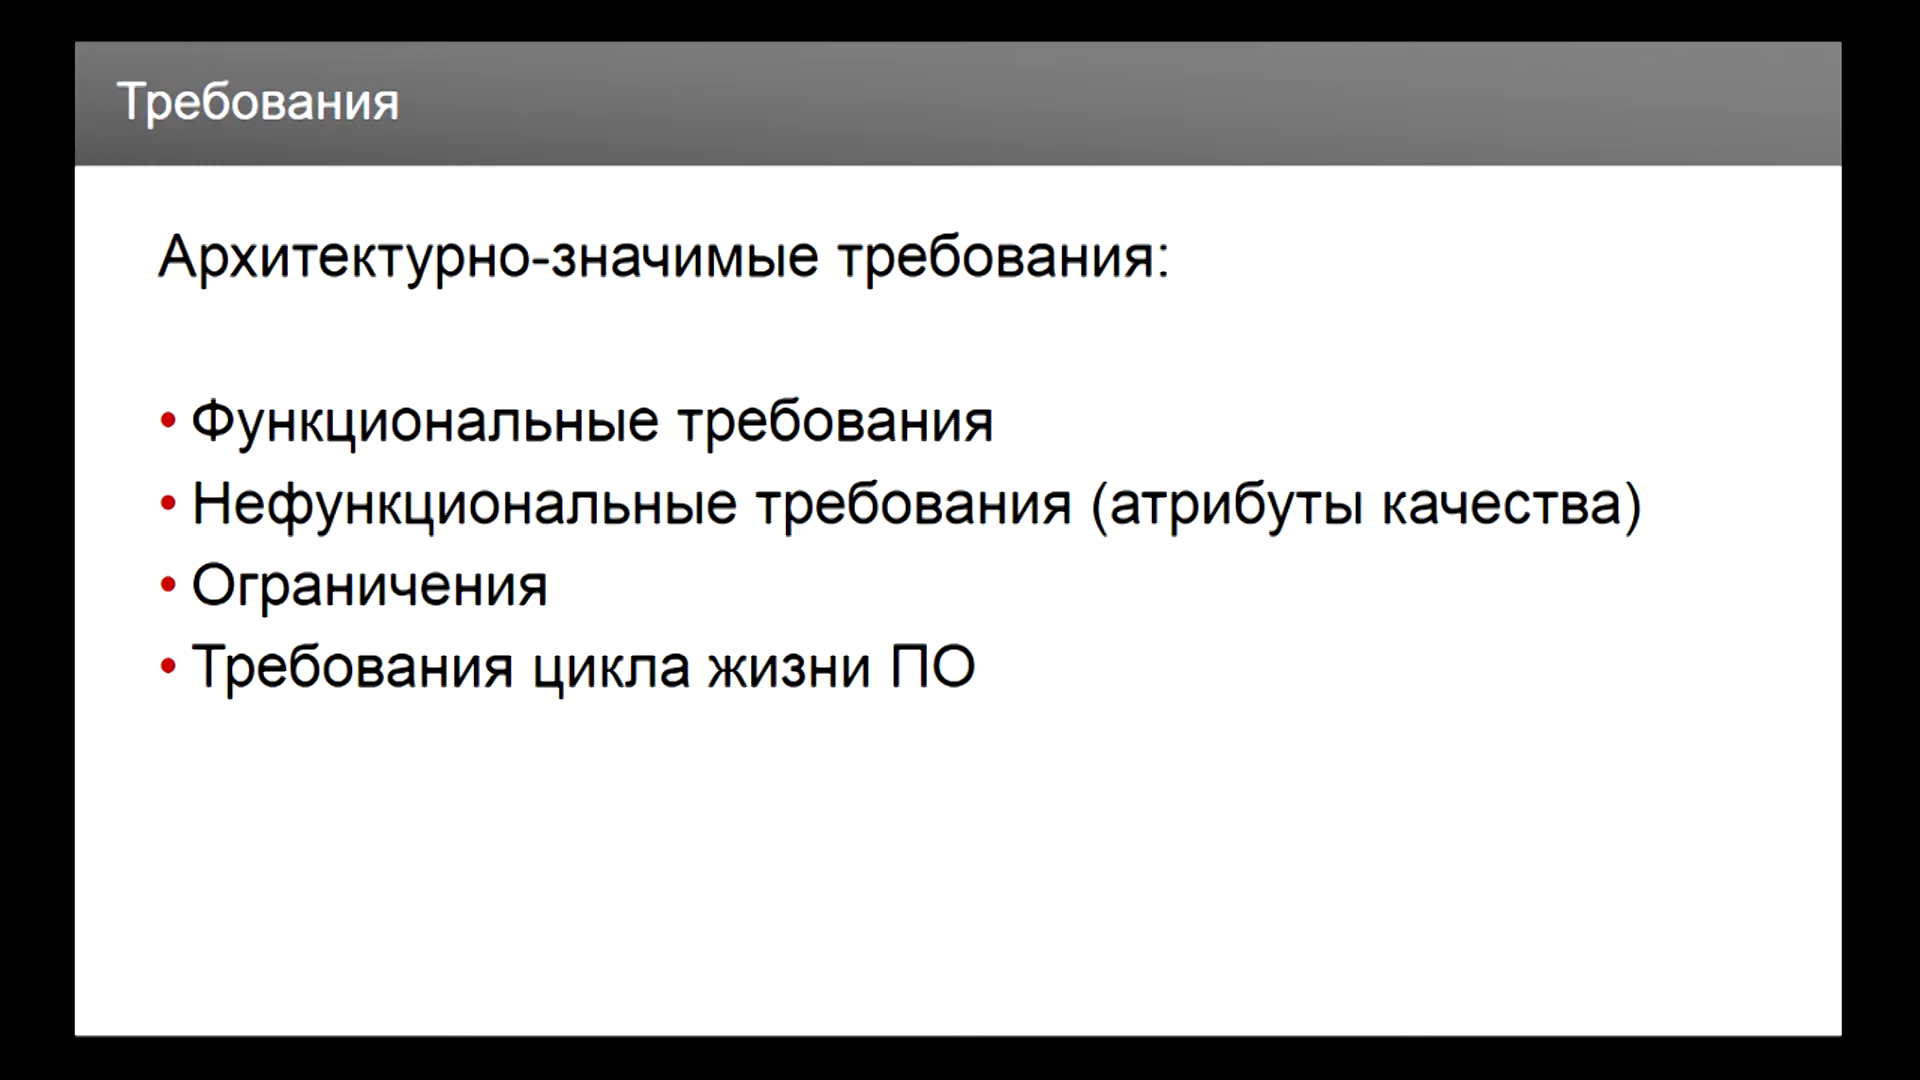 Требования
Архитектурно-значимые требования:
• Функциональные требования
• Нефункциональные требования (атрибуты качества)
• Ограничения
• Требования цикла жизни ПО